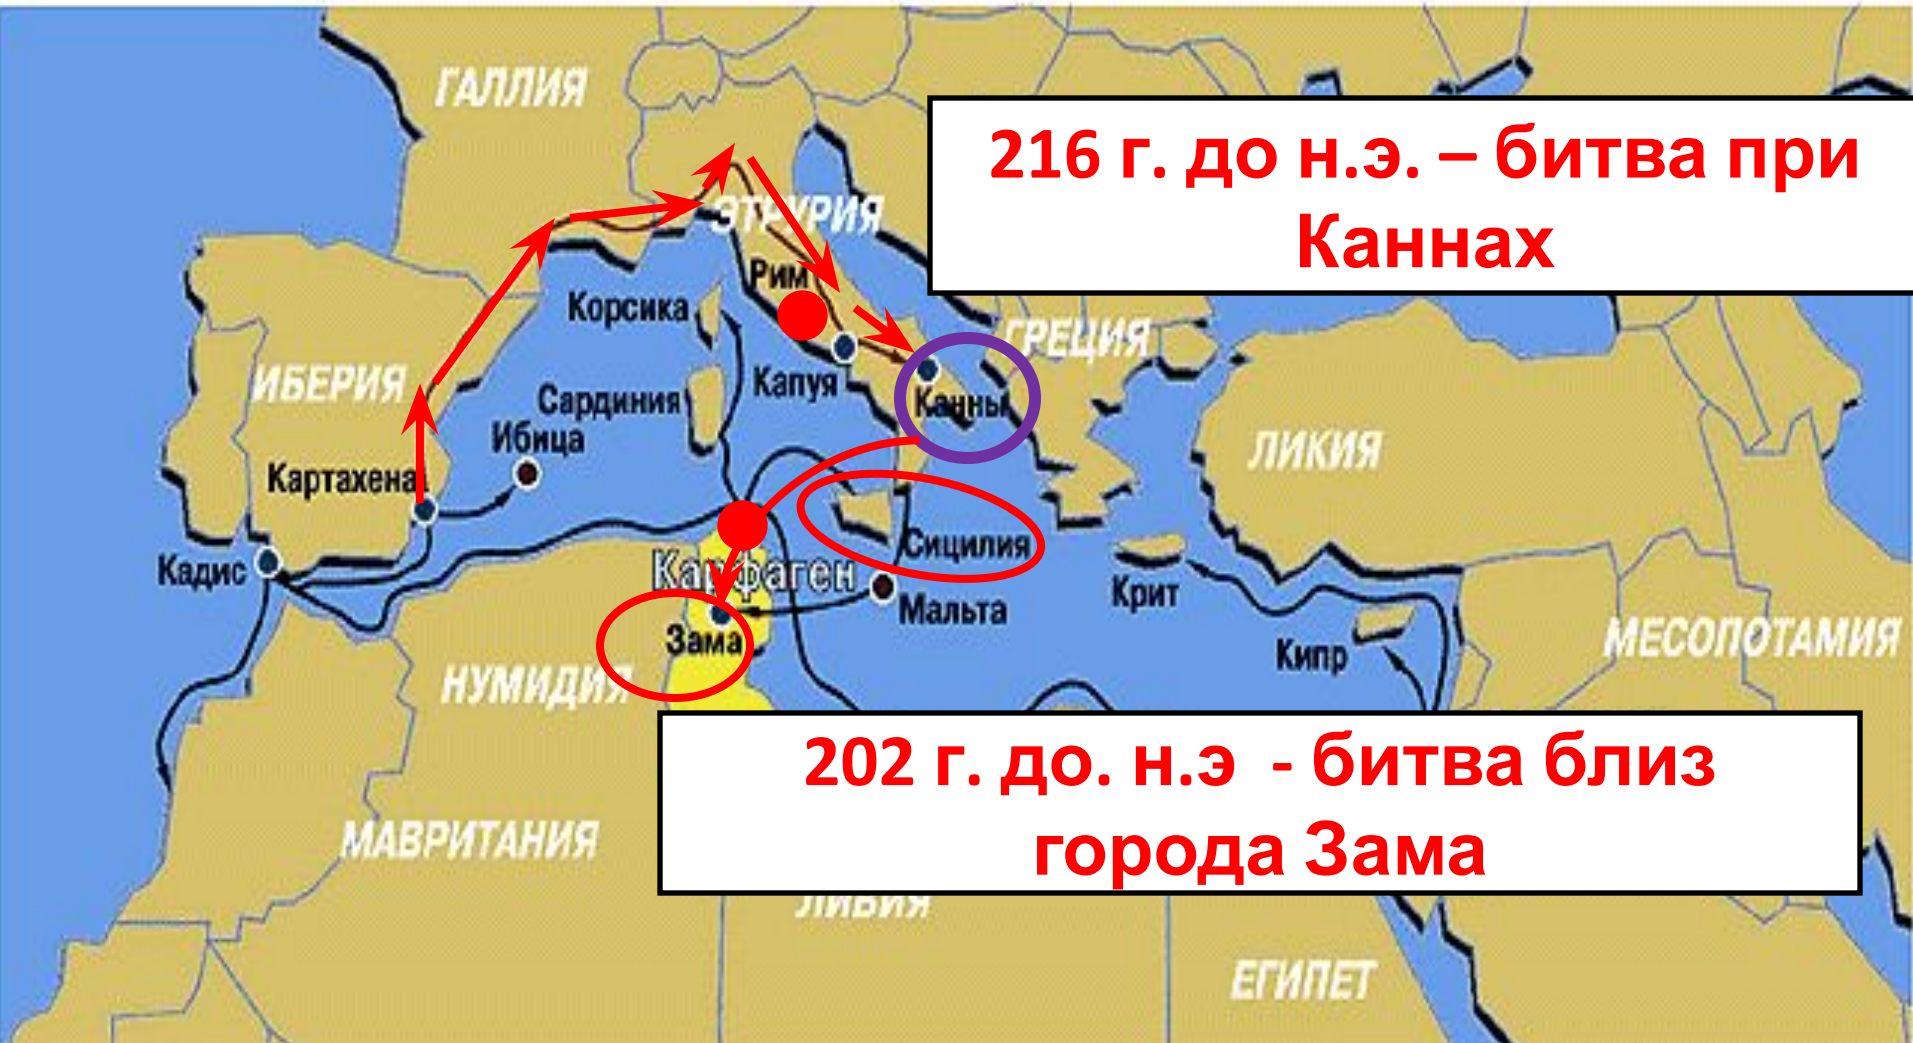 ГАЛЛИЯ
216 г. до н.э. – битва при
Каннах
ЭТРУРИЯ
Рим
Корсика
ГРЕЦИЯ
ИБЕРИЯ
Капуя
Сардиния
Канны
Ибица
ЛИКИЯ
Картахена
Сицилия
Кадис
Карфаген
Крит
Мальта
Зама
Кипр
МЕСОПОТАМИЯ
НУМИДИЯ
202 г. до. н.э - битва близ
города Зама
МАВРИТАНИЯ
ЛИВИЯ
ЕГИПЕТ